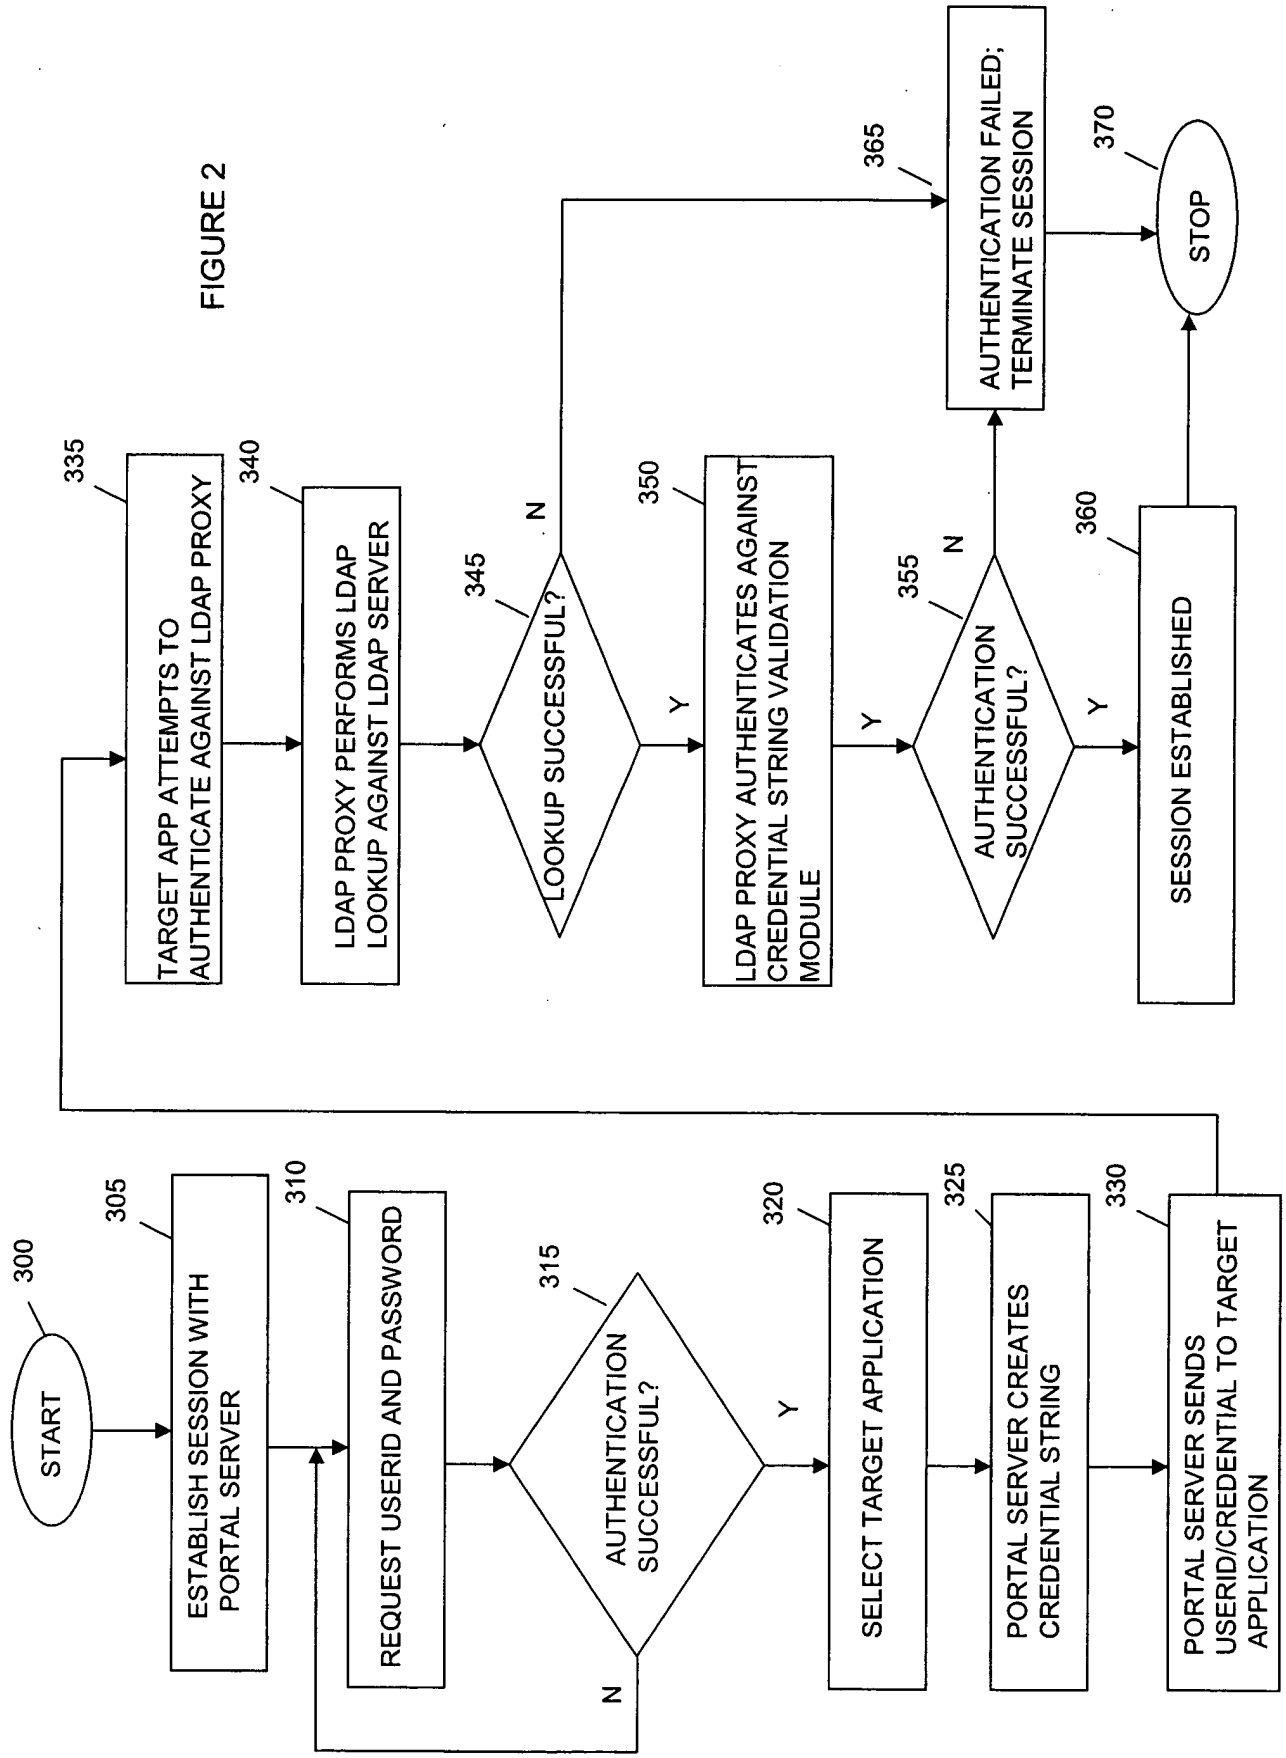 FIGURE 2
300
START
305
ESTABLISH SESSION WITH
PORTAL SERVER
310
REQUEST USERID AND PASSWORD
315
AUTHENTICATION
SUCCESSFUL?
N
Y
320
SELECT TARGET APPLICATION
325
PORTAL SERVER CREATES
CREDENTIAL STRING
330
PORTAL SERVER SENDS
USERID/CREDENTIAL TO TARGET
APPLICATION
335
TARGET APP ATTEMPTS TO
AUTHENTICATE AGAINST LDAP PROXY
340
LDAP PROXY PERFORMS LDAP
LOOKUP AGAINST LDAP SERVER
345
LOOKUP SUCCESSFUL?
N
Y
350
LDAP PROXY AUTHENTICATES AGAINST
CREDENTIAL STRING VALIDATION
MODULE
Y
355
AUTHENTICATION
SUCCESSFUL?
N
Y
360
SESSION ESTABLISHED
365
AUTHENTICATION FAILED;
TERMINATE SESSION
370
STOP